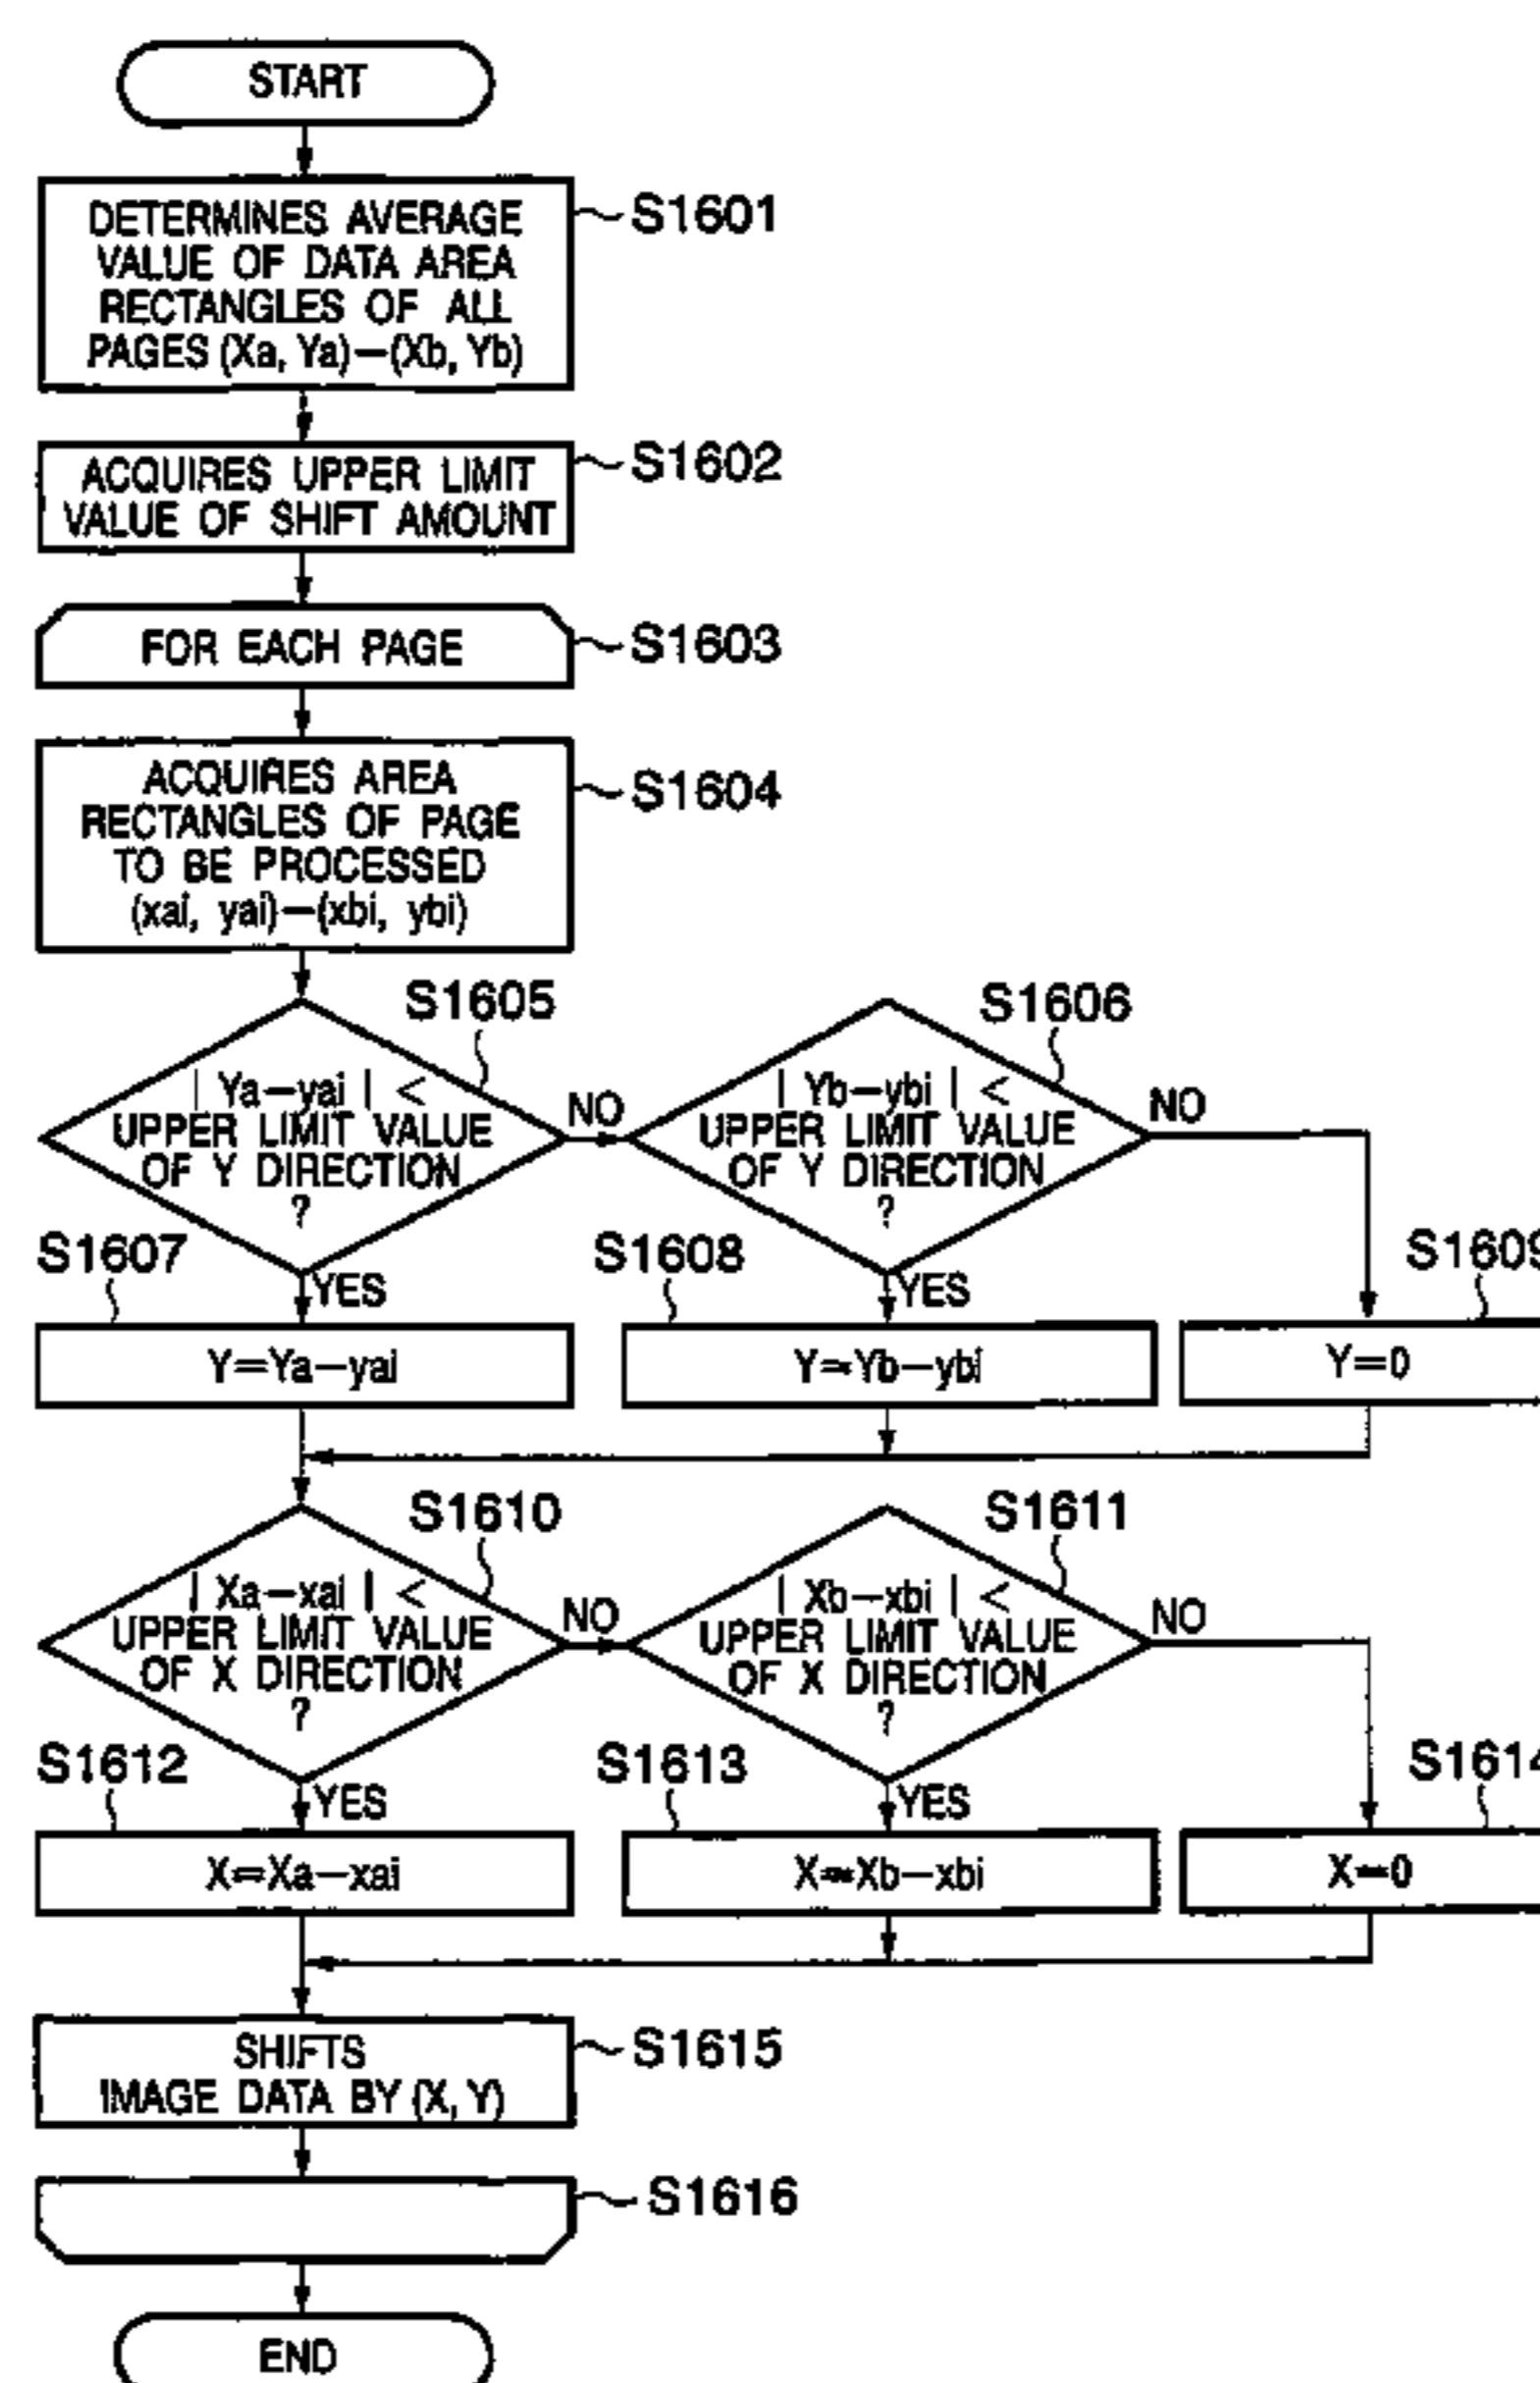 START
DETERMINES AVERAGE
VALUE OF DATA AREA
RECTANGLES OF ALL
PAGES (Xa, Ya)—(Xb, Yb)
S1601
ACQUIRES UPPER LIMIT
VALUE OF SHIFT AMOUNT
S1602
FOR EACH PAGE
S1603
ACQUIRES AREA
RECTANGLES OF PAGE
TO BE PROCESSED
(xai, yai)—(xbi, ybi)
S1604
S1605
| Ya—yai | <
UPPER LIMIT VALUE
OF Y DIRECTION
?
NO
YES
S1606
| Yb—ybi | <
UPPER LIMIT VALUE
OF Y DIRECTION
?
NO
YES
S1607
Y=Ya—yai
S1608
Y=Yb—ybi
S1609
Y=0
S1610
| Xa—xai | <
UPPER LIMIT VALUE
OF X DIRECTION
?
NO
YES
S1611
| Xb—xbi | <
UPPER LIMIT VALUE
OF X DIRECTION
?
NO
YES
S1612
X=Xa—xai
S1613
X=Xb—xbi
S1614
X=0
SHIFTS
IMAGE DATA BY (X, Y)
S1615
S1616
END